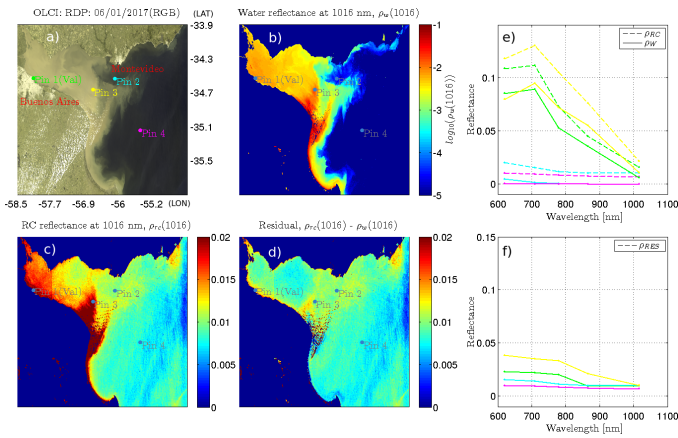 OLCI: RDP: 06/01/2017(RGB)
(LAT)
a)
Montevideo
Pin 1(Val)
Pin 2
Pin 3
Buenos Aires
Pin 4
-33.9
-34.5
-34.7
-35.1
-35.5
-58.5 -57.7 -56.9 -56 -55.2 (LON)
Water reflectance at 1016 nm, ρw(1016)
b)
Pin 1(Val)
Pin 2
Pin 3
Pin 4
-1
-2
-3
-4
-5
log10(ρw(1016))
e)
ρRC
ρW
Reflectance
0.1
0.05
0
600 700 800 900 1000 1100
Wavelength [nm]
RC reflectance at 1016 nm, ρrc(1016)
c)
Pin 1(Val)
Pin 2
Pin 3
Pin 4
0.02
0.015
0.01
0.005
0
Residual, ρrc(1016) - ρw(1016)
d)
Pin 1(Val)
Pin 2
Pin 3
Pin 4
0.02
0.015
0.01
0.005
0
f)
ρRES
Reflectance
0.15
0.1
0.05
0
600 700 800 900 1000 1100
Wavelength [nm]